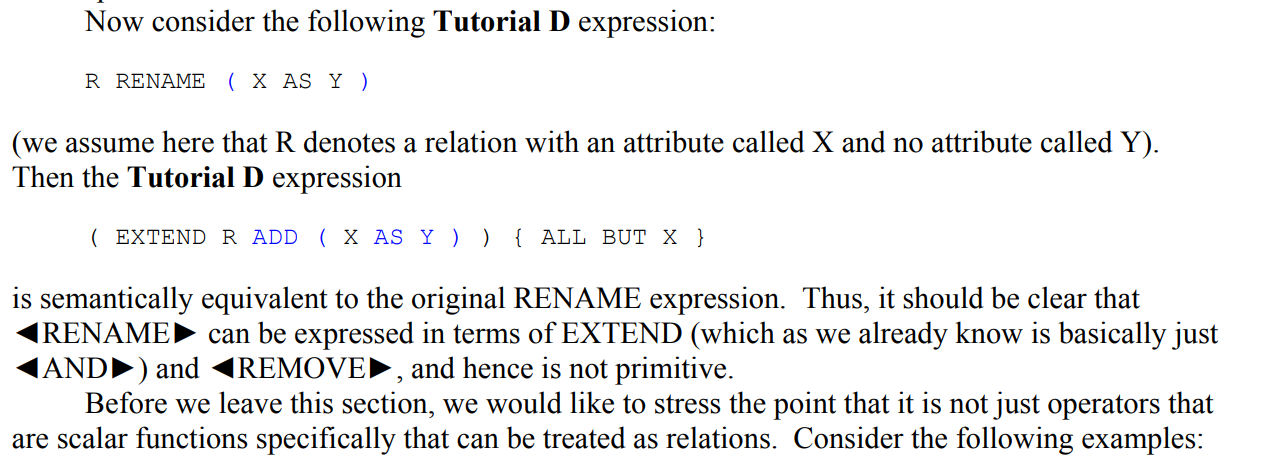 Now consider the following Tutorial D expression:
R RENAME ( X AS Y )
(we assume here that R denotes a relation with an attribute called X and no attribute called Y).
Then the Tutorial D expression
( EXTEND R ADD ( X AS Y ) ) { ALL BUT X }
is semantically equivalent to the original RENAME expression. Thus, it should be clear that
◄RENAME► can be expressed in terms of EXTEND (which as we already know is basically just
◄AND►) and ◄REMOVE►, and hence is not primitive.
Before we leave this section, we would like to stress the point that it is not just operators that
are scalar functions specifically that can be treated as relations. Consider the following examples: